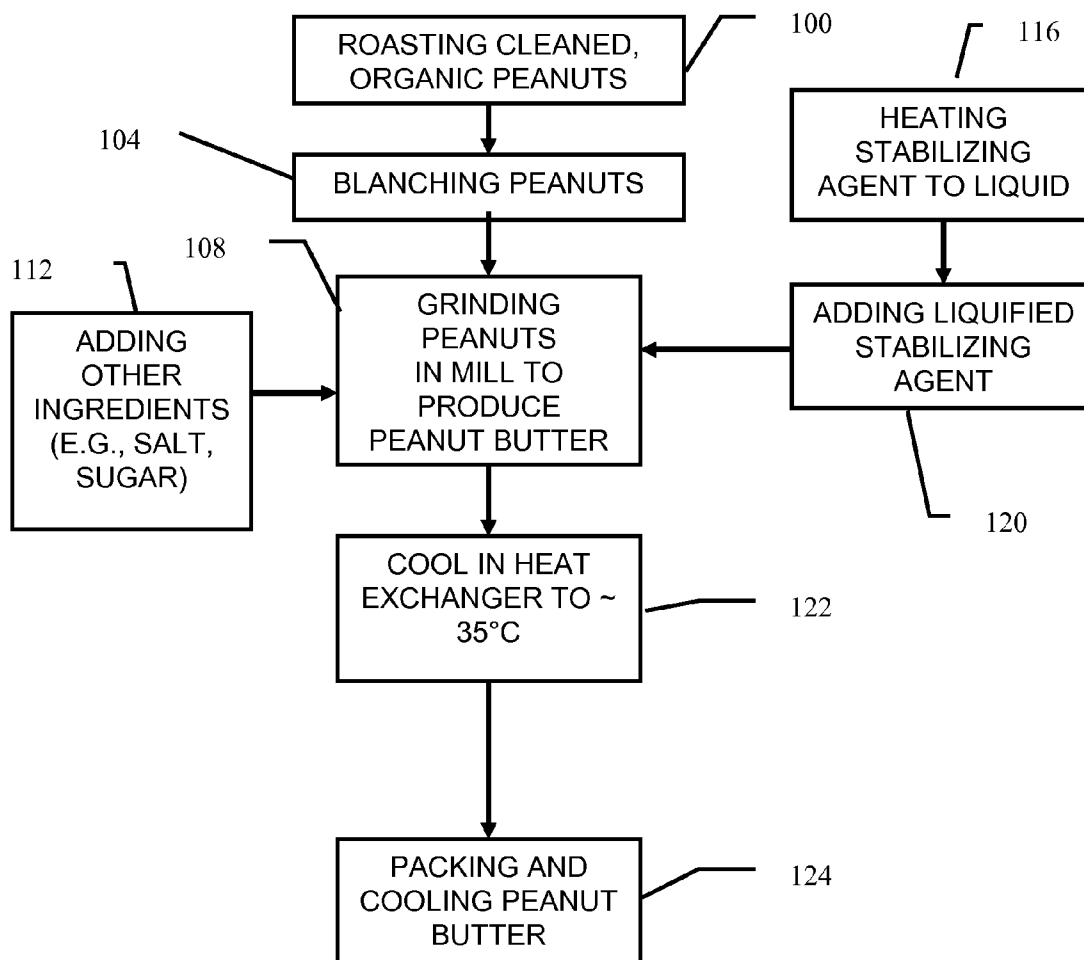 100
116
ROASTING CLEANED,
ORGANIC PEANUTS
HEATING
STABILIZING
AGENT TO LIQUID
104
BLANCHING PEANUTS
108
112
GRINDING
PEANUTS
IN MILL TO
PRODUCE
PEANUT BUTTER
ADDING LIQUIFIED
STABILIZING
AGENT
ADDING
OTHER
INGREDIENTS
(E.G., SALT,
SUGAR)
120
COOL IN HEAT
EXCHANGER TO ~
35°C
122
PACKING AND
COOLING PEANUT
BUTTER
124